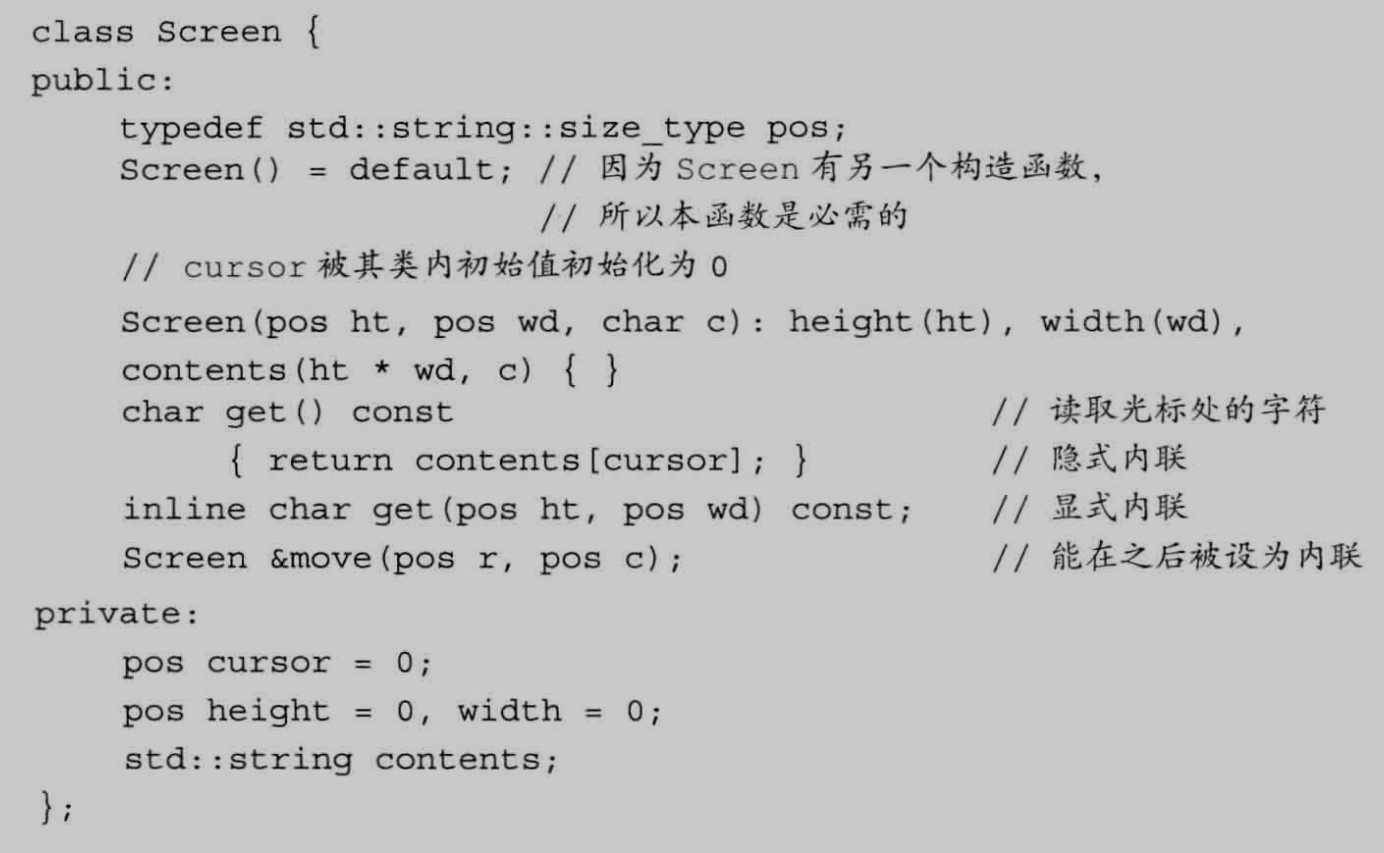 class Screen {
public:
    typedef std::string::size_type pos;
    Screen() = default; // 因为 Screen 有另一个构造函数,
                        // 所以本函数是必需的
    // cursor 被其类内初始值初始化为 0
    Screen(pos ht, pos wd, char c): height(ht), width(wd),
    contents(ht * wd, c) { }
    char get() const                        // 读取光标处的字符
         { return contents[cursor]; }       // 隐式内联
    inline char get(pos ht, pos wd) const;  // 显式内联
    Screen &move(pos r, pos c);             // 能在之后被设为内联
private:
    pos cursor = 0;
    pos height = 0, width = 0;
    std::string contents;
};